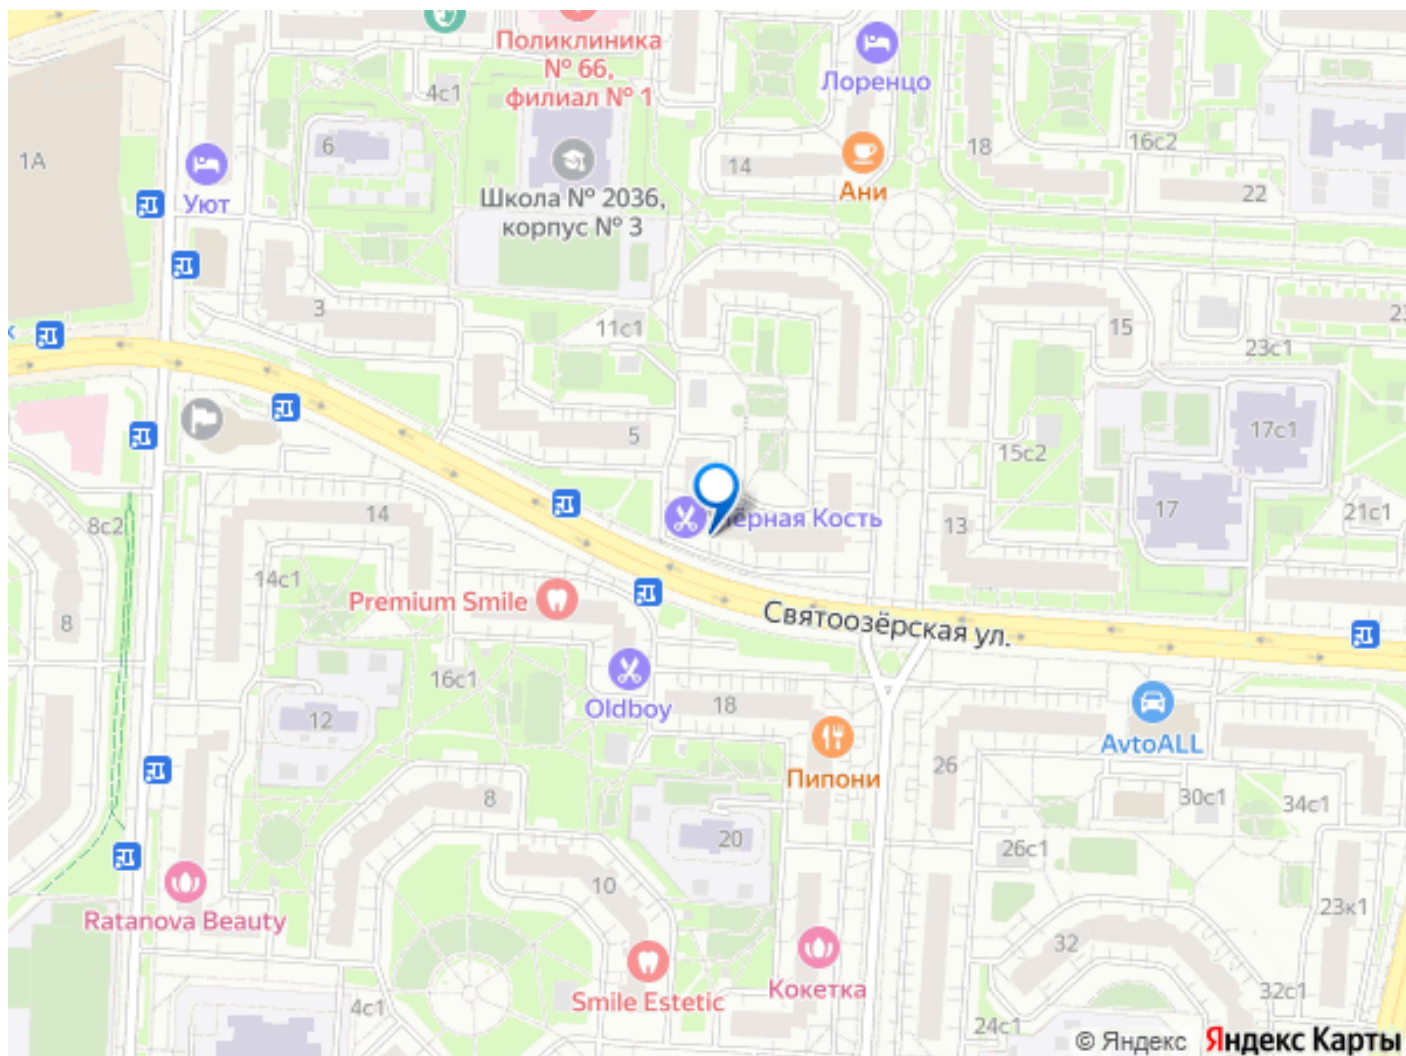 Поликлиника
№ 66,
филиал № 1
4с1
Лоренцо
1А
6
14
18
16с2
Ани
22
Уют
Школа № 2036,
корпус № 3
3
11с1
15
23с1
5
15с2
17с1
14
8с2
Чёрная Кость
13
17
21с1
14с1
Premium Smile
8
Святоозёрская ул.
16с1
Oldboy
18
12
AvtoALL
Пипони
26
8
30с1
34с1
20
26с1
10
Ratanova Beauty
23к1
32
Smile Estetic
Кокетка
32с1
4с1
24с1
© Яндекс Яндекс Карты